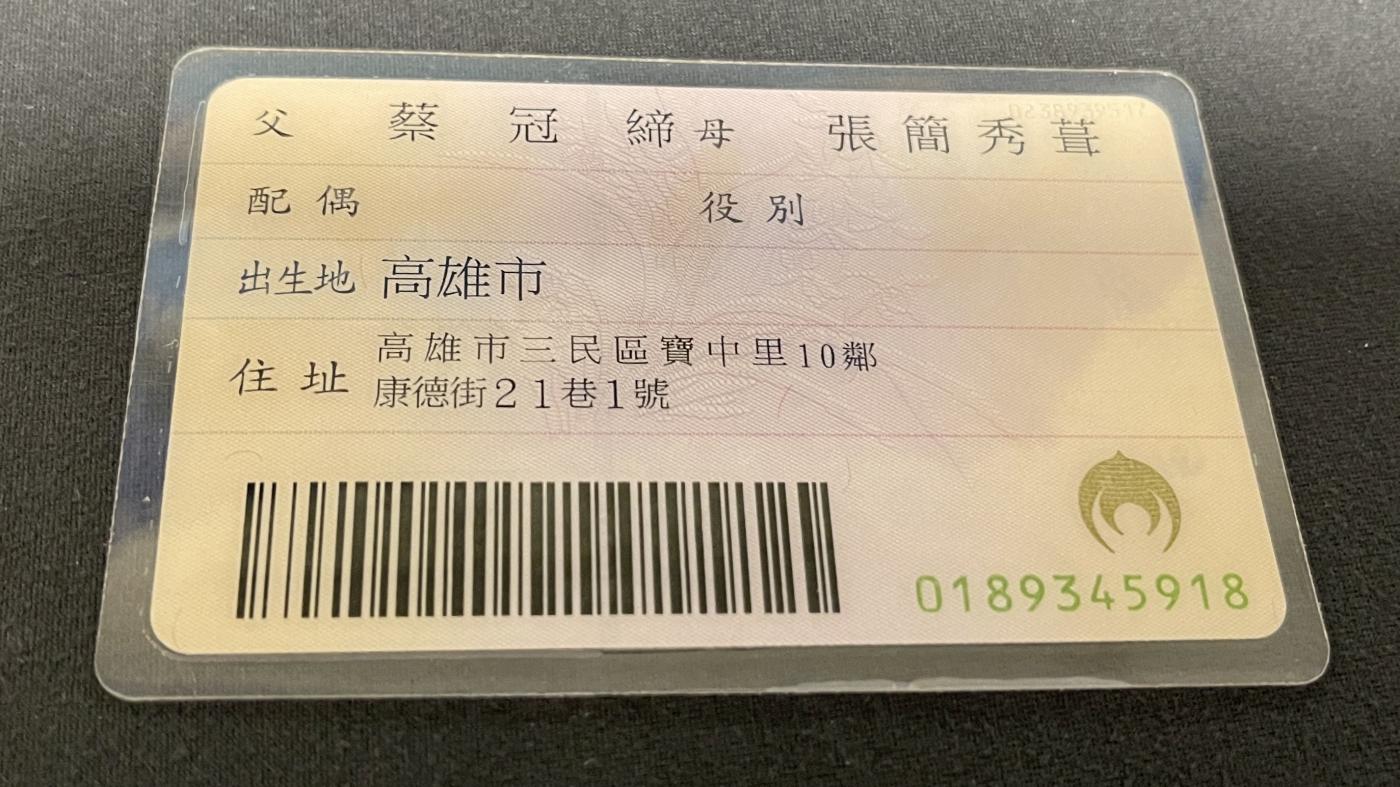 父 蔡冠締 母 張簡秀葺
配偶 役別
出生地 高雄市
住址 高雄市三民區寶中里10鄰
康德街21巷1號
0189345918